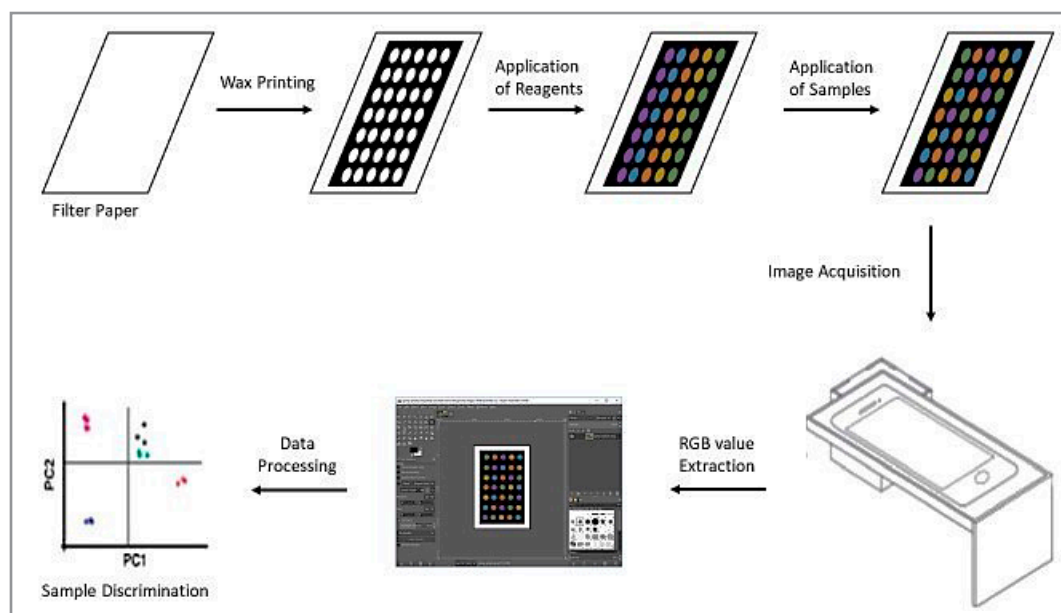 Wax Printing
Application
of Reagents
Application
of Samples
Filter Paper
Image Acquisition
RGB value
Extraction
Data
Processing
PC2
PC1
Sample Discrimination